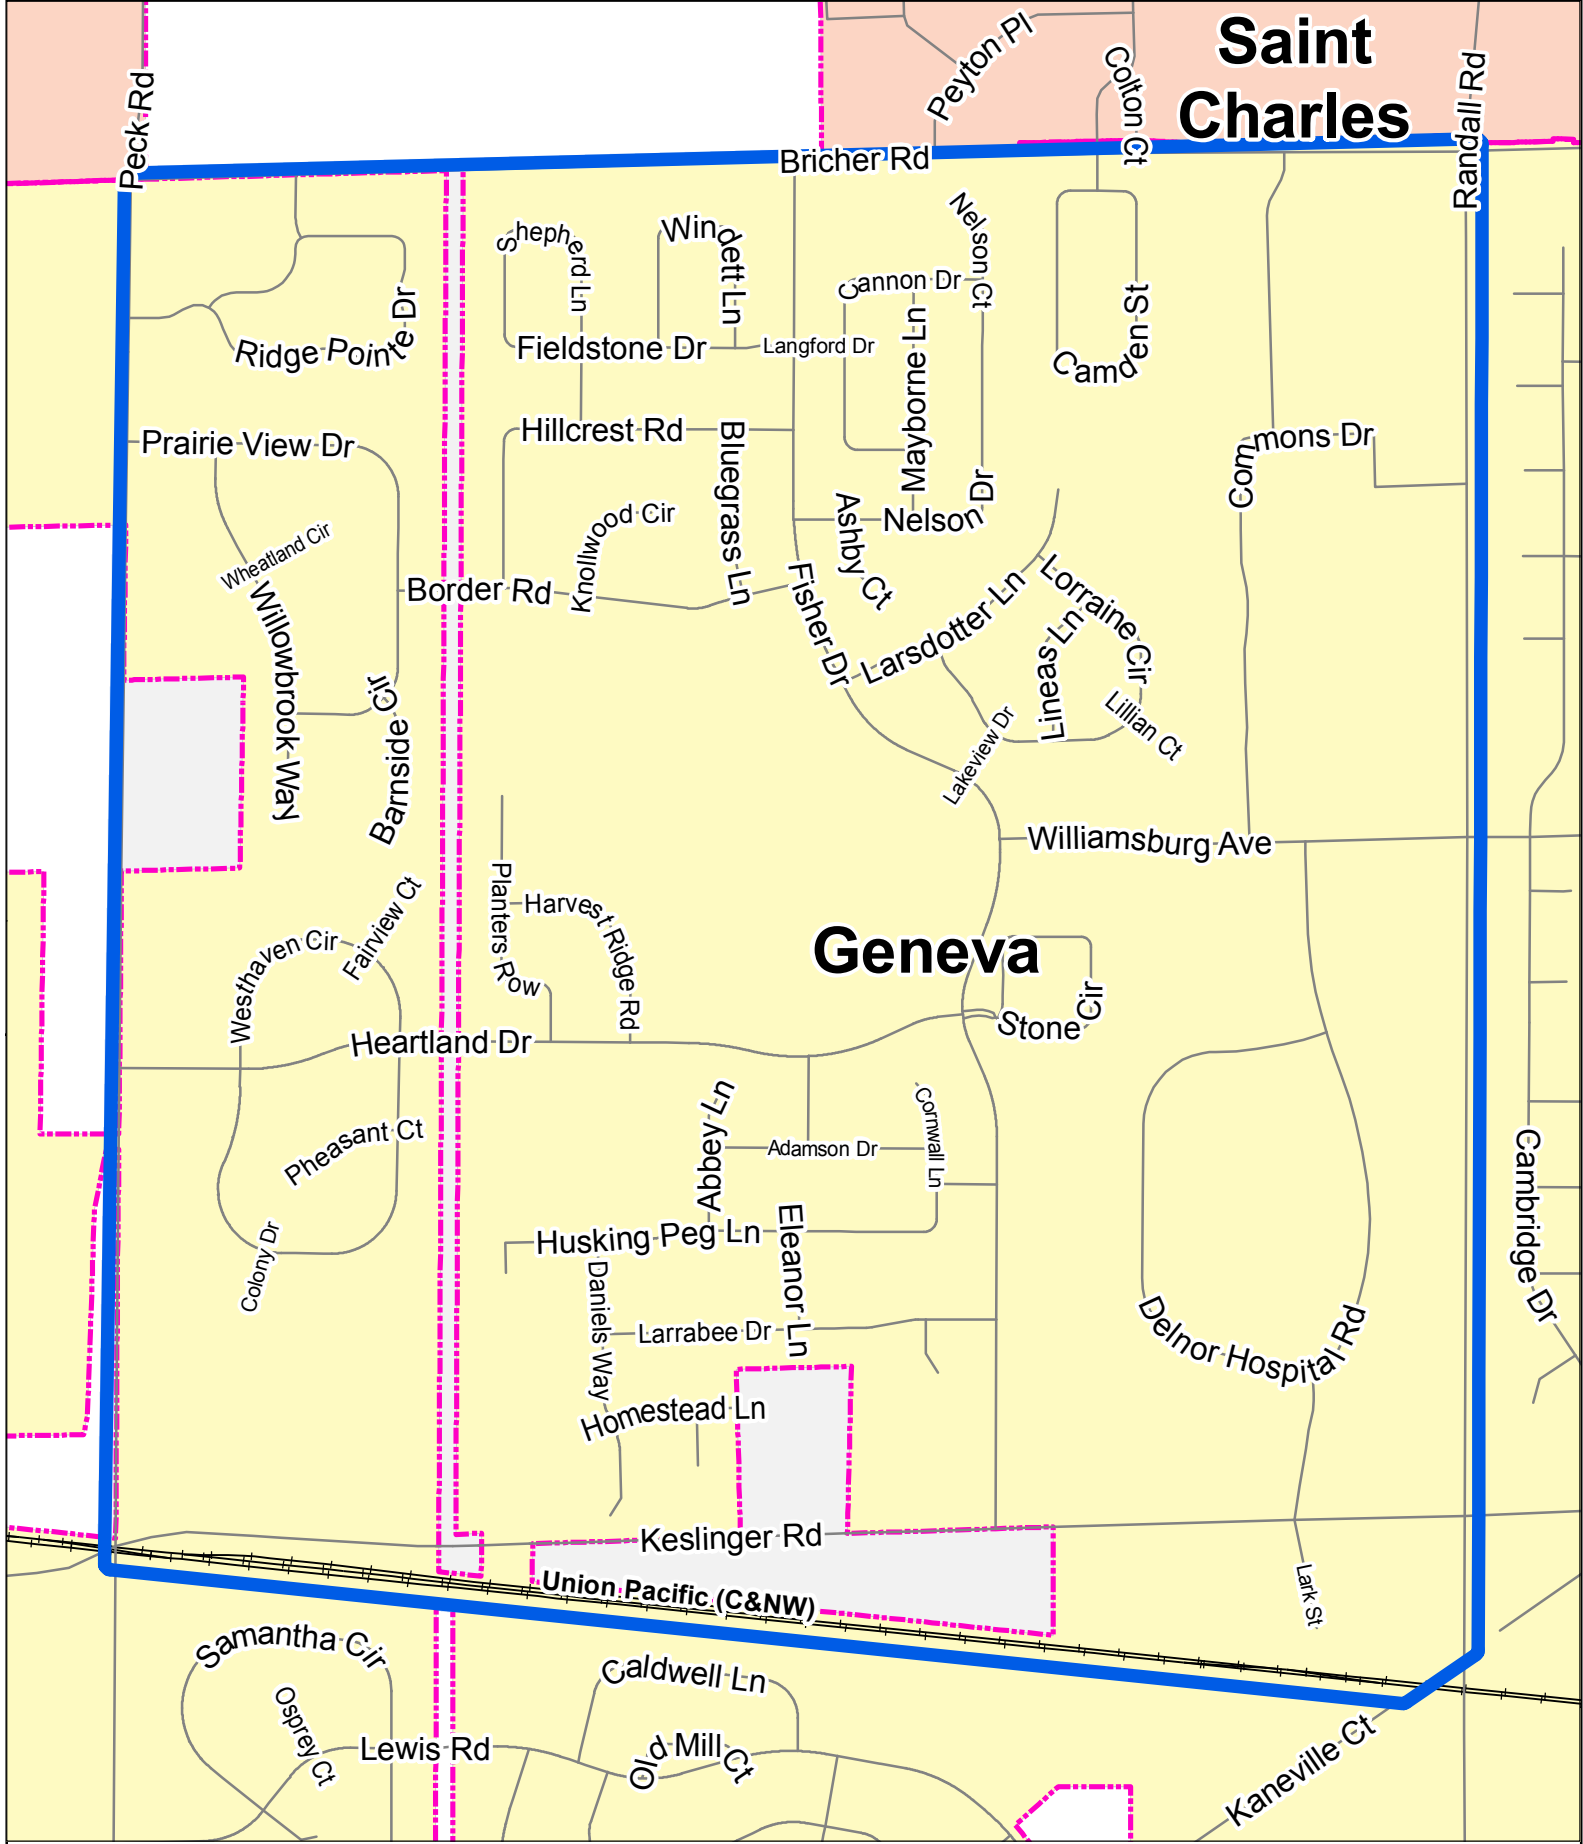 Saint
Charles
Peyton Pl
Colton Ct
Randall Rd
Peck Rd
Bricher Rd
Shepherd Ln
Windett Ln
Nelson Ct
Cannon Dr
Ridge Pointe Dr
Fieldstone Dr
Langford Dr
Mayborne Ln
Camden St
Prairie View Dr
Hillcrest Rd
Bluegrass Ln
Commons Dr
Knollwood Cir
Ashby Ct
Nelson Dr
Wheatland Cir
Border Rd
Fisher Dr
Larsdotter Ln
Lorraine Cir
Lineas Ln
Willowbrook Way
Barnside Cir
Lakeview Dr
Lillian Ct
Williamsburg Ave
Planters Row
Harvest Ridge Rd
Fairview Ct
Westhaven Cir
Geneva
Stone Cir
Heartland Dr
Abbey Ln
Cornwall Ln
Adamson Dr
Pheasant Ct
Cambridge Dr
Husking Peg Ln
Eleanor Ln
Colony Dr
Daniels Way
Larrabee Dr
Delnor Hospital Rd
Homestead Ln
Keslinger Rd
Union Pacific (C&NW)
Lark St
Samantha Cir
Caldwell Ln
Osprey Ct
Lewis Rd
Old Mill Ct
Kaneville Ct